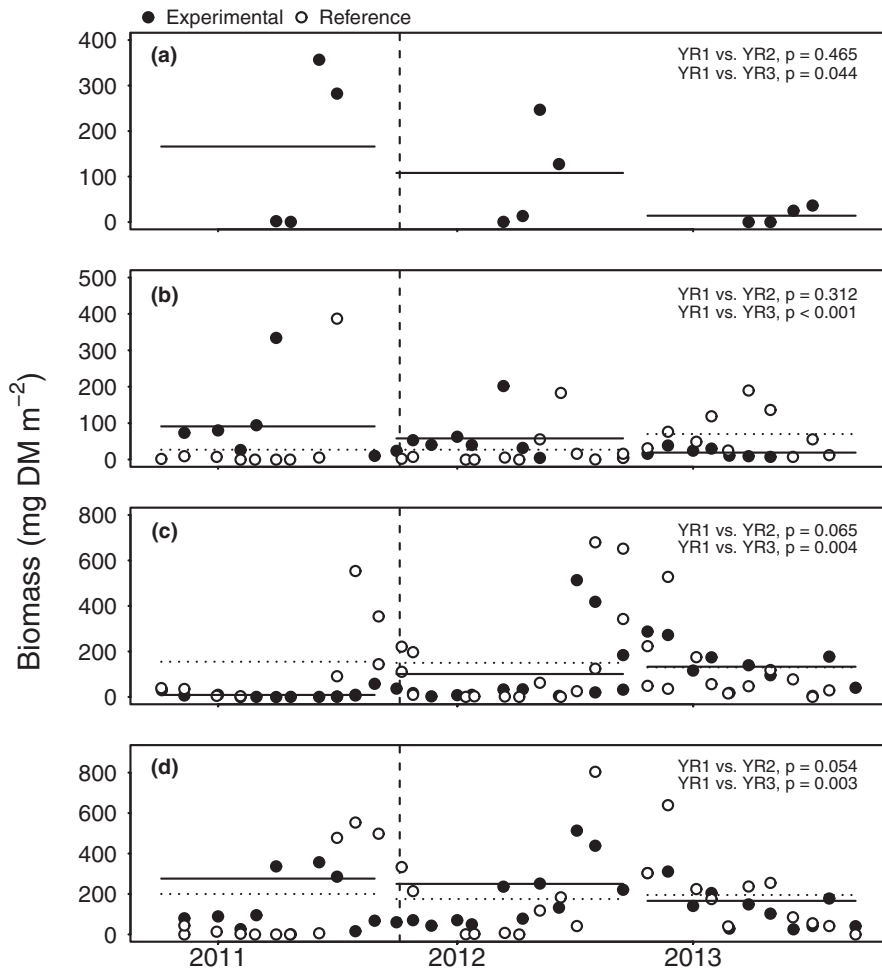 Experimental Reference
(a)
YR1 vs. YR2, p = 0.465
YR1 vs. YR3, p = 0.044
400
300
200
100
0
(b)
YR1 vs. YR2, p = 0.312
YR1 vs. YR3, p < 0.001
500
400
300
200
100
0
Biomass (mg DM m⁻²)
(c)
YR1 vs. YR2, p = 0.065
YR1 vs. YR3, p = 0.004
800
600
400
200
0
(d)
YR1 vs. YR2, p = 0.054
YR1 vs. YR3, p = 0.003
800
600
400
200
0
2011 2012 2013